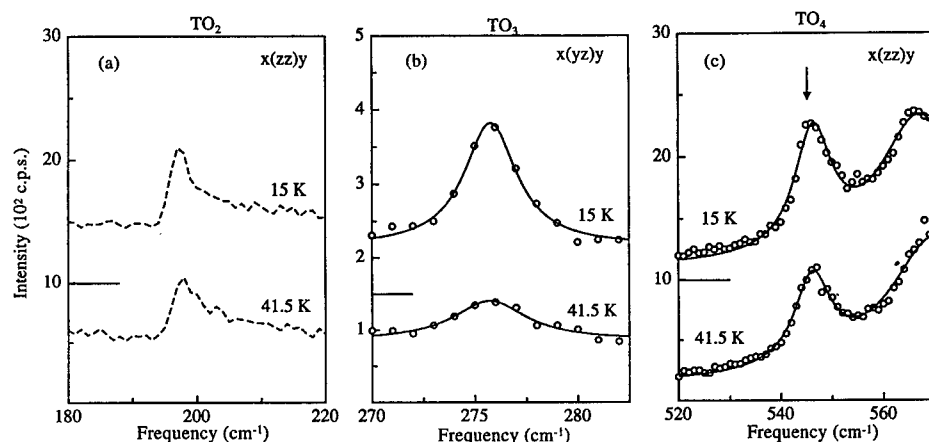 TO₂
TO₃
TO₄
Intensity (10² c.p.s.)
30
20
10
(a)
x(zz)y
15 K
41.5 K
180
200
220
Frequency (cm⁻¹)
5
4
3
2
1
(b)
x(yz)y
15 K
41.5 K
270
275
280
Frequency (cm⁻¹)
30
20
10
(c)
x(zz)y
15 K
41.5 K
520
540
560
Frequency (cm⁻¹)